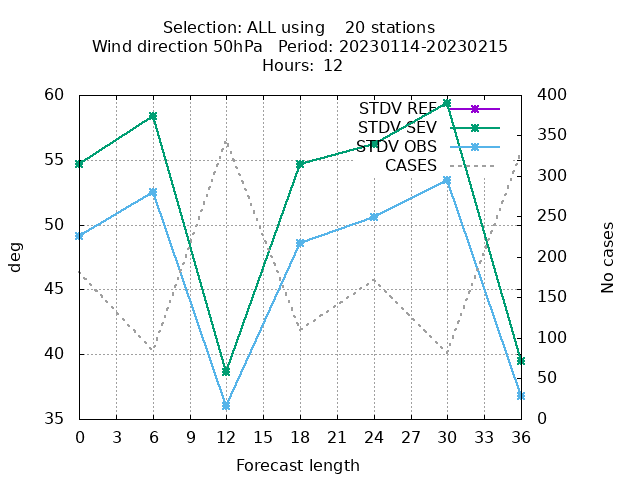 Selection: ALL using    20 stations
Wind direction 50hPa   Period: 20230114-20230215
Hours:  12
60
55
50
45
40
35
400
350
300
250
200
150
100
50
0
deg
No cases
STDV REF
STDV SEV
STDV OBS
CASES
0 3 6 9 12 15 18 21 24 27 30 33 36
Forecast length